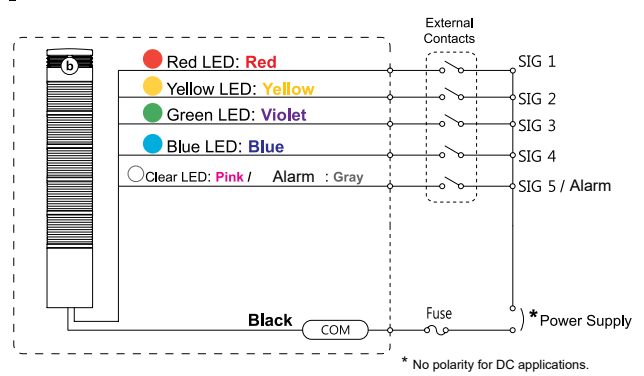 External
Contacts
b
Red LED: Red
SIG 1
Yellow LED: Yellow
SIG 2
Green LED: Violet
SIG 3
Blue LED: Blue
SIG 4
Clear LED: Pink / Alarm : Gray
SIG 5 / Alarm
Black
COM
Fuse
* Power Supply
* No polarity for DC applications.